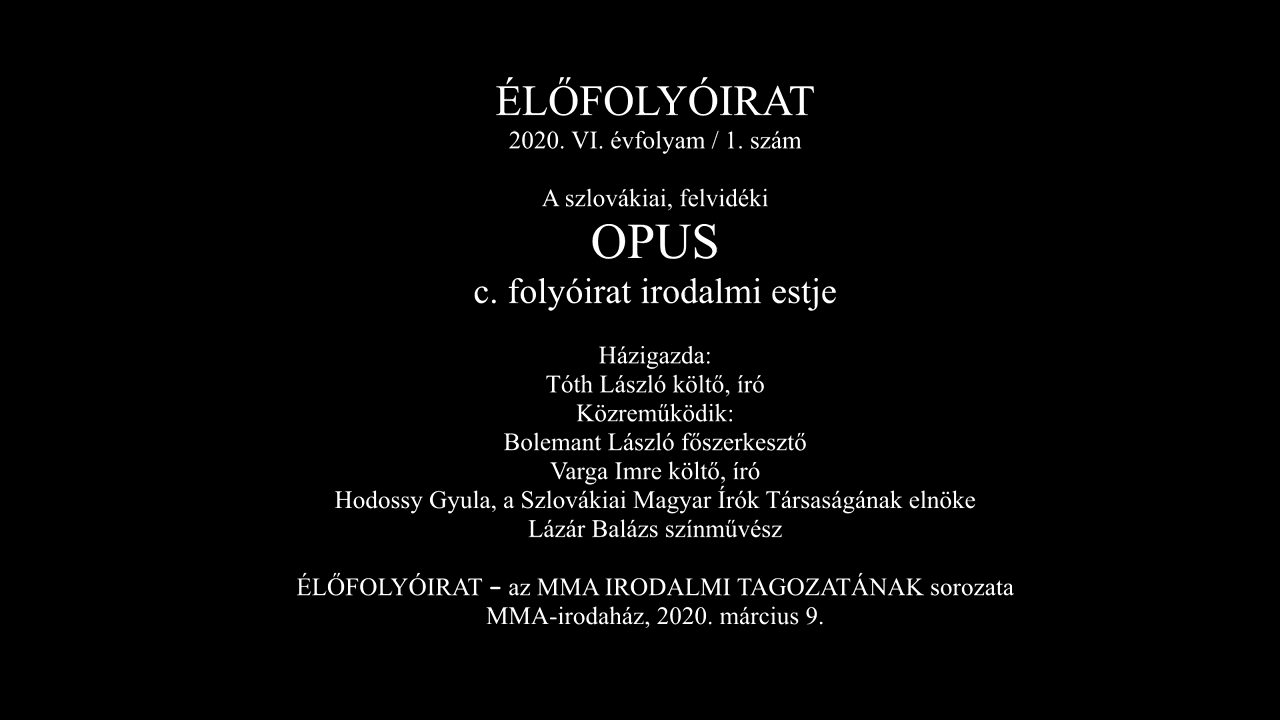 ÉLŐFOLYÓIRAT
2020. VI. évfolyam / 1. szám
A szlovákiai, felvidéki
OPUS
c. folyóirat irodalmi estje
Házigazda:
Tóth László költő, író
Közreműködik:
Bolemant László főszerkesztő
Varga Imre költő, író
Hodossy Gyula, a Szlovákiai Magyar Írók Társaságának elnöke
Lázár Balázs színművész
ÉLŐFOLYÓIRAT – az MMA IRODALMI TAGOZATÁNAK sorozata
MMA-irodaház, 2020. március 9.